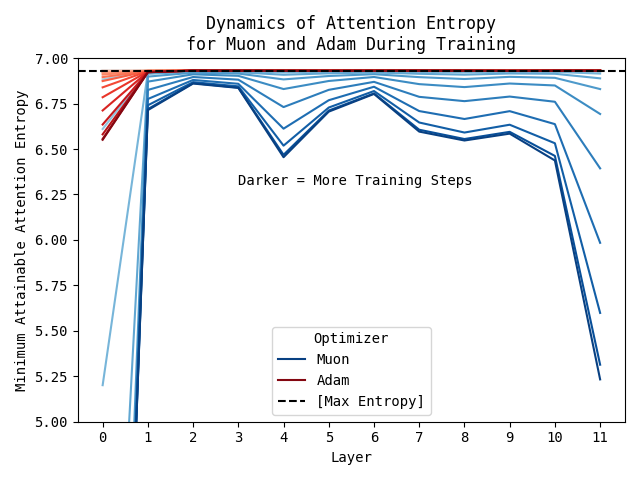 Dynamics of Attention Entropy
for Muon and Adam During Training
Minimum Attainable Attention Entropy
7.00
6.75
6.50
6.25
6.00
5.75
5.50
5.25
5.00
Darker = More Training Steps
Optimizer
Muon
Adam
[Max Entropy]
0 1 2 3 4 5 6 7 8 9 10 11
Layer